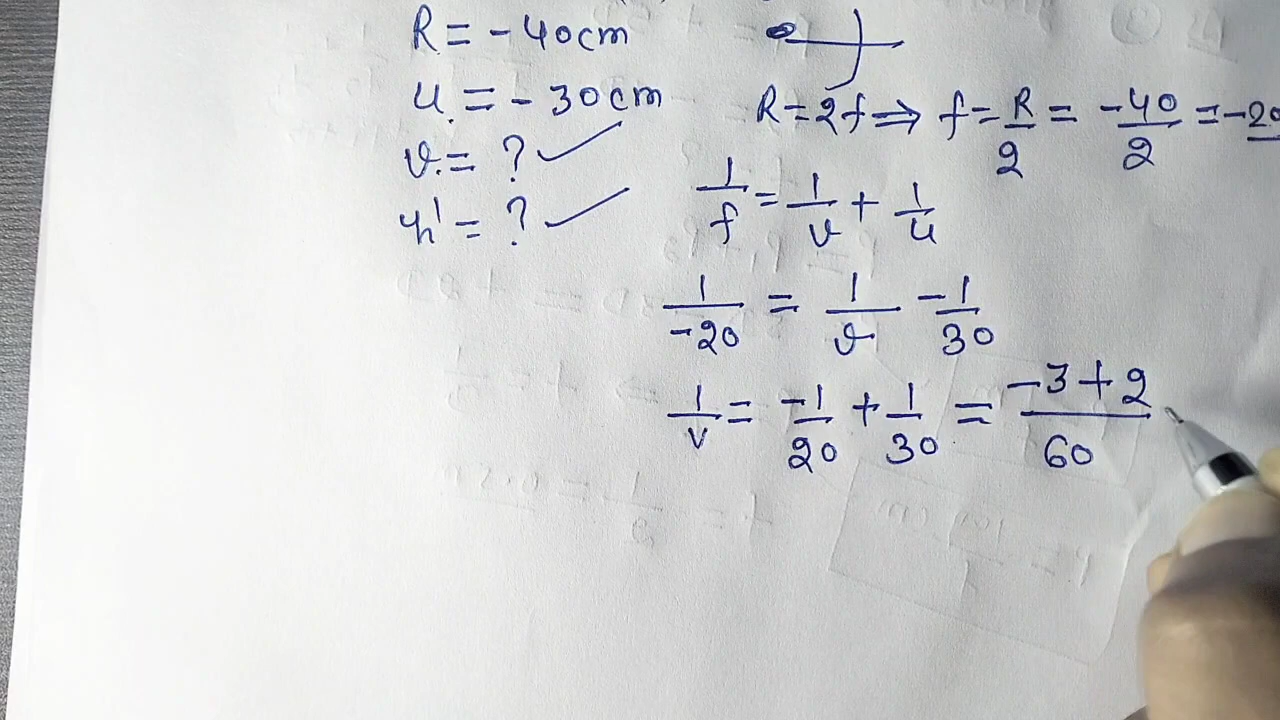 R = - 40cm
u = - 30cm
v = ?
h' = ?
R = 2f ⇒ f = R/2 = -40/2 = -20
1/f = 1/v + 1/u
1/-20 = 1/v - 1/30
1/v = -1/20 + 1/30 = -3+2/60